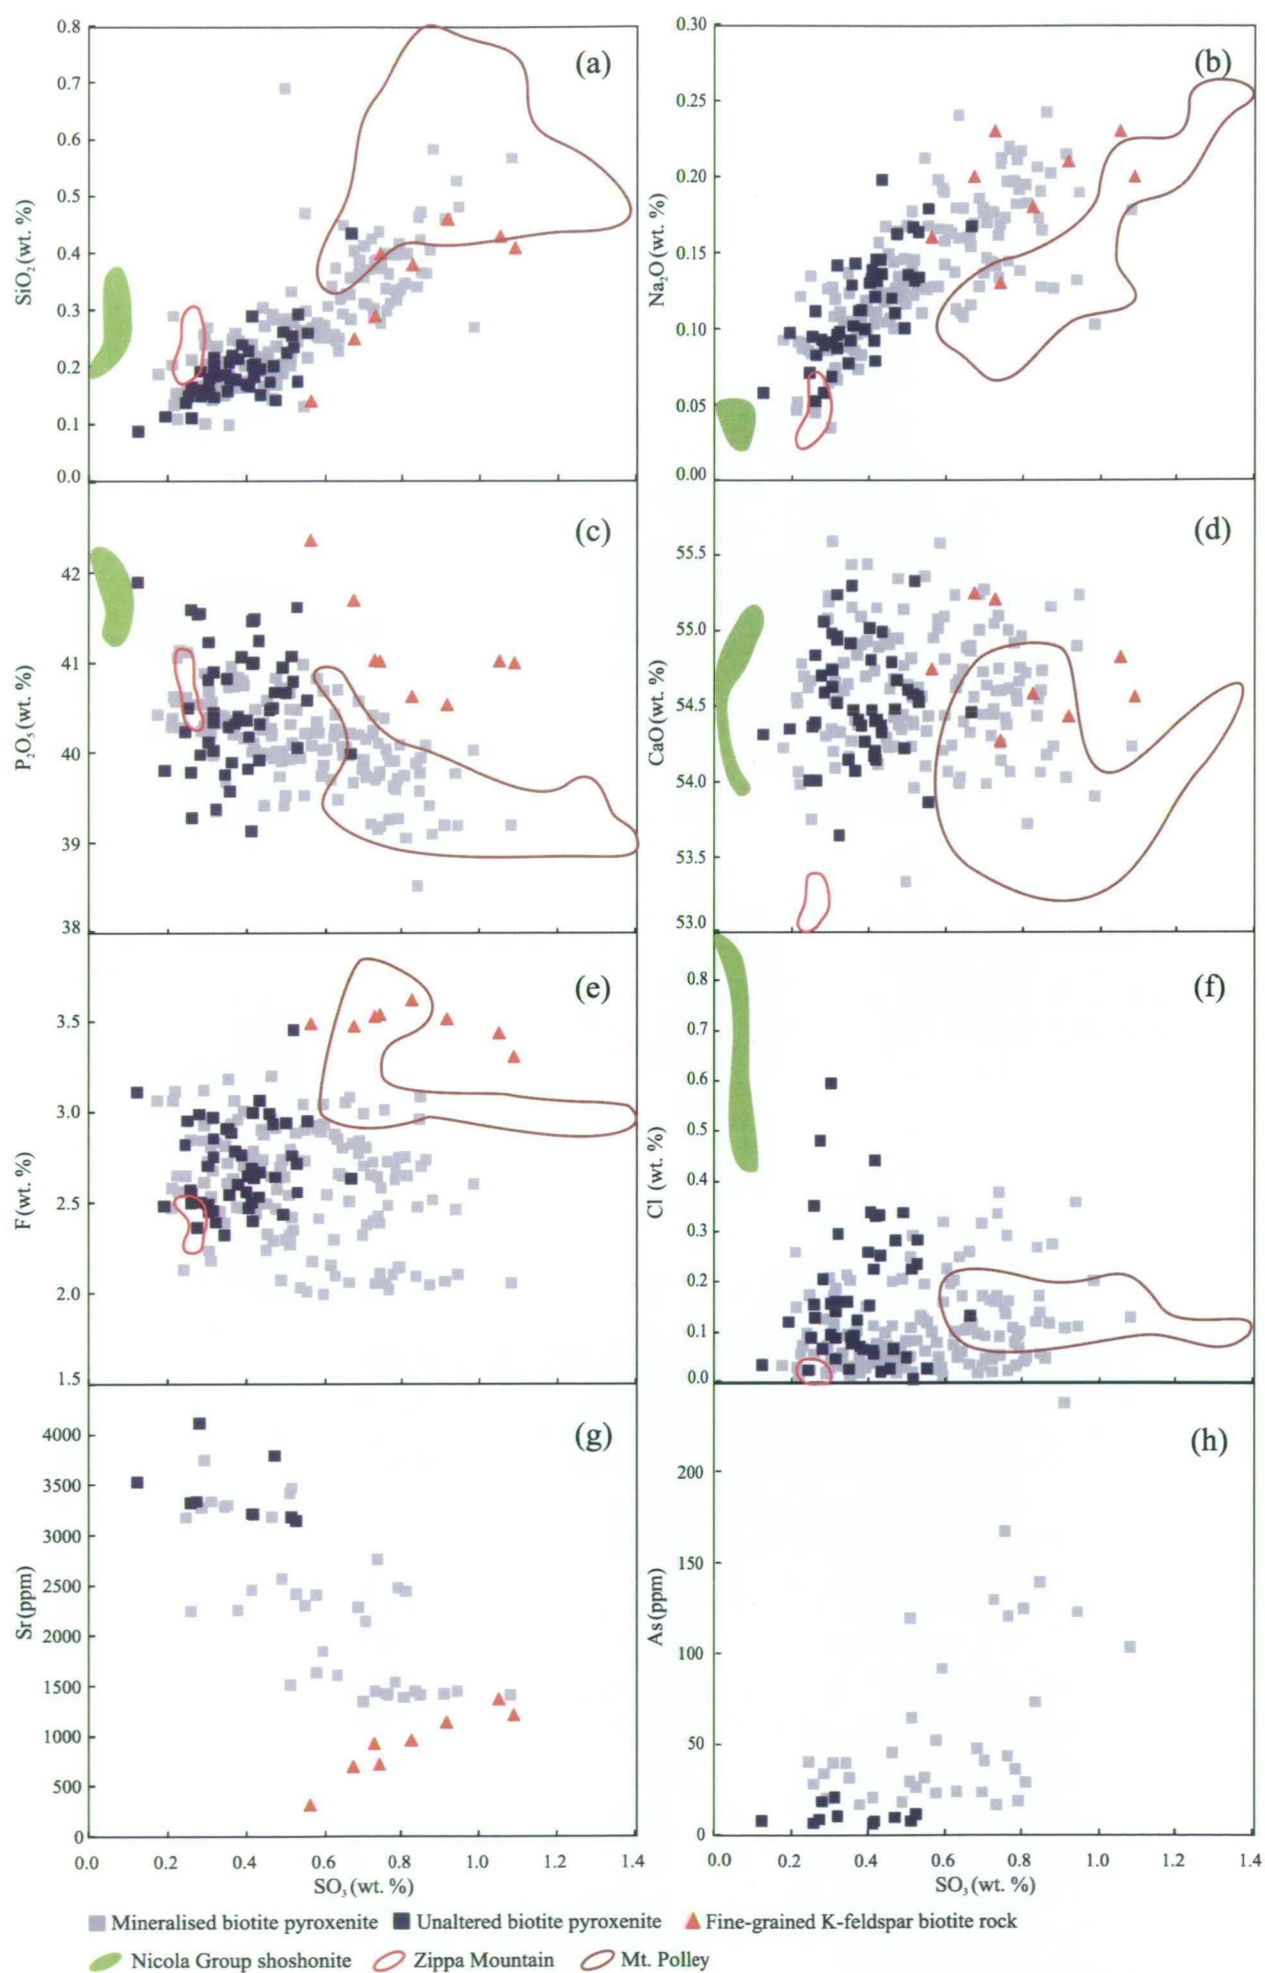 0.8
0.7
0.6
0.5
0.4
0.3
0.2
0.1
0.0
SiO₂ (wt. %)
(a)
0.30
0.25
0.20
0.15
0.10
0.05
0.00
Na₂O (wt. %)
(b)
42
41
40
39
38
P₂O₅ (wt. %)
(c)
55.5
55.0
54.5
54.0
53.5
53.0
CaO (wt. %)
(d)
3.5
3.0
2.5
2.0
1.5
F (wt. %)
(e)
0.8
0.7
0.6
0.5
0.4
0.3
0.2
0.1
0.0
Cl (wt. %)
(f)
4000
3500
3000
2500
2000
1500
1000
500
0
Sr (ppm)
(g)
200
150
100
50
0
As (ppm)
(h)
0.0 0.2 0.4 0.6 0.8 1.0 1.2 1.4
SO₃ (wt. %)
0.0 0.2 0.4 0.6 0.8 1.0 1.2 1.4
SO₃ (wt. %)
Mineralised biotite pyroxenite Unaltered biotite pyroxenite Fine-grained K-feldspar biotite rock
Nicola Group shoshonite Zippa Mountain Mt. Polley